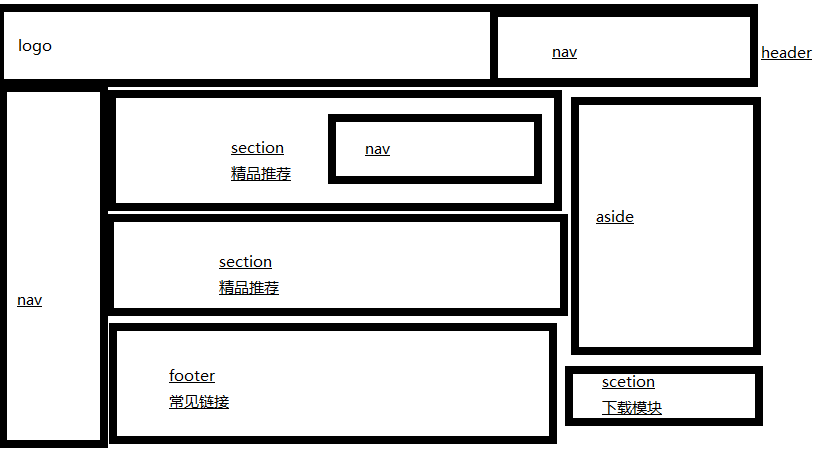 logo
nav
header
section
精品推荐
nav
aside
section
精品推荐
nav
footer
常见链接
scetion
下载模块